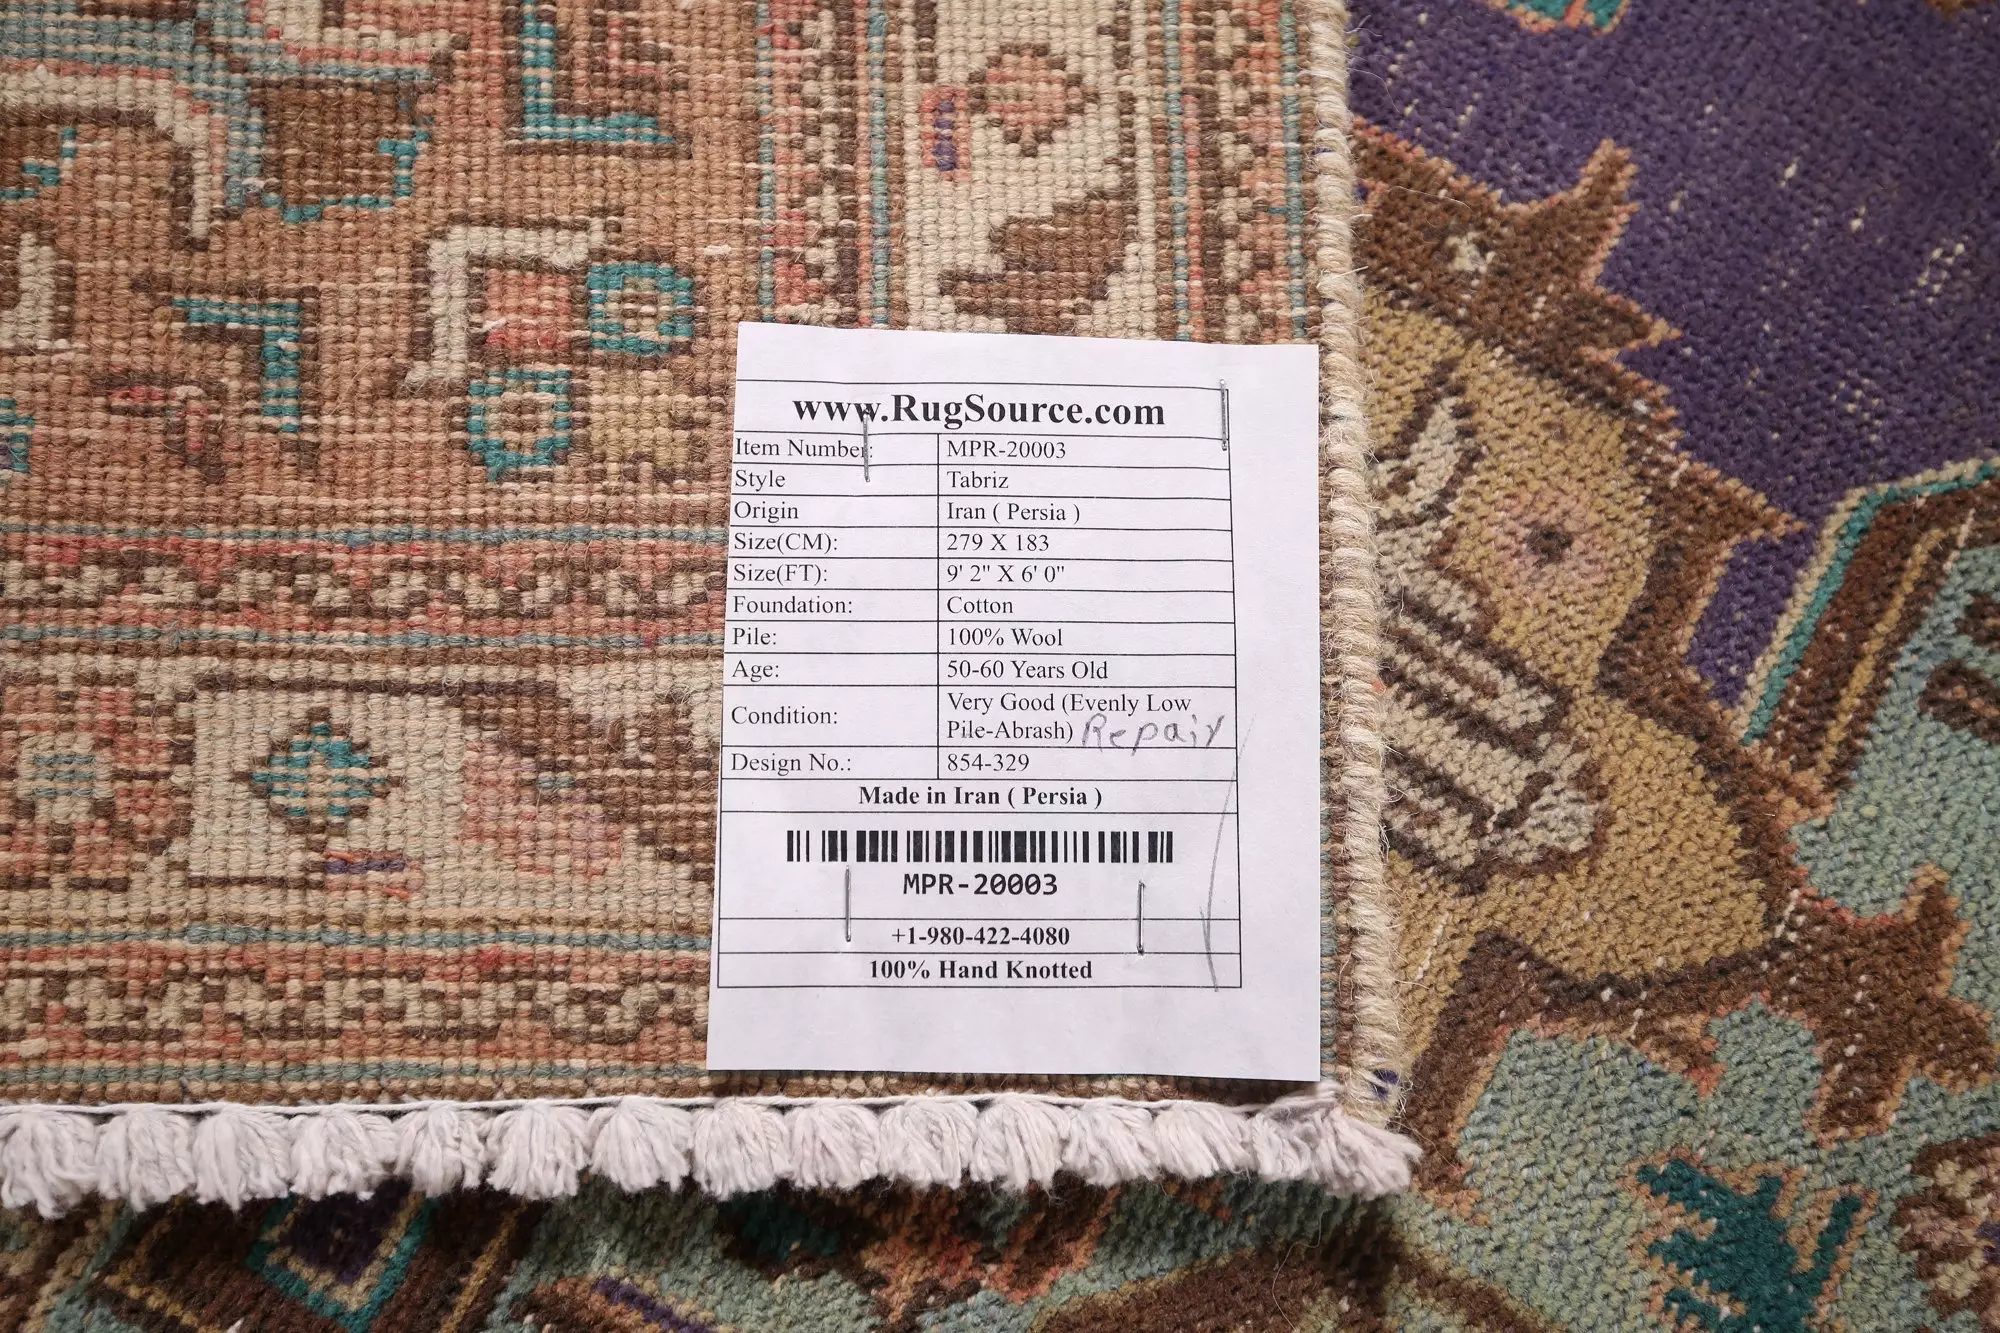 www.RugSource.com
Item Number: MPR-20003
Style Tabriz
Origin Iran ( Persia )
Size(CM): 279 X 183
Size(FT): 9' 2" X 6' 0"
Foundation: Cotton
Pile: 100% Wool
Age: 50-60 Years Old
Condition: Very Good (Evenly Low
Pile-Abrash) Repair
Design No.: 854-329
Made in Iran ( Persia )
MPR-20003
+1-980-422-4080
100% Hand Knotted